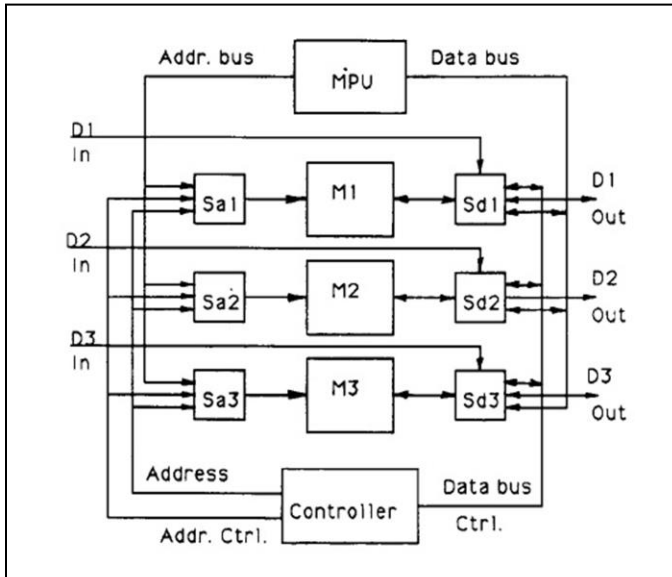 Addr. bus
MPU
Data bus
D1
In
Sa1
M1
Sd1
D1
Out
D2
In
Sa2
M2
Sd2
D2
Out
D3
In
Sa3
M3
Sd3
D3
Out
Address
Controller
Data bus
Addr. Ctrl.
Ctrl.